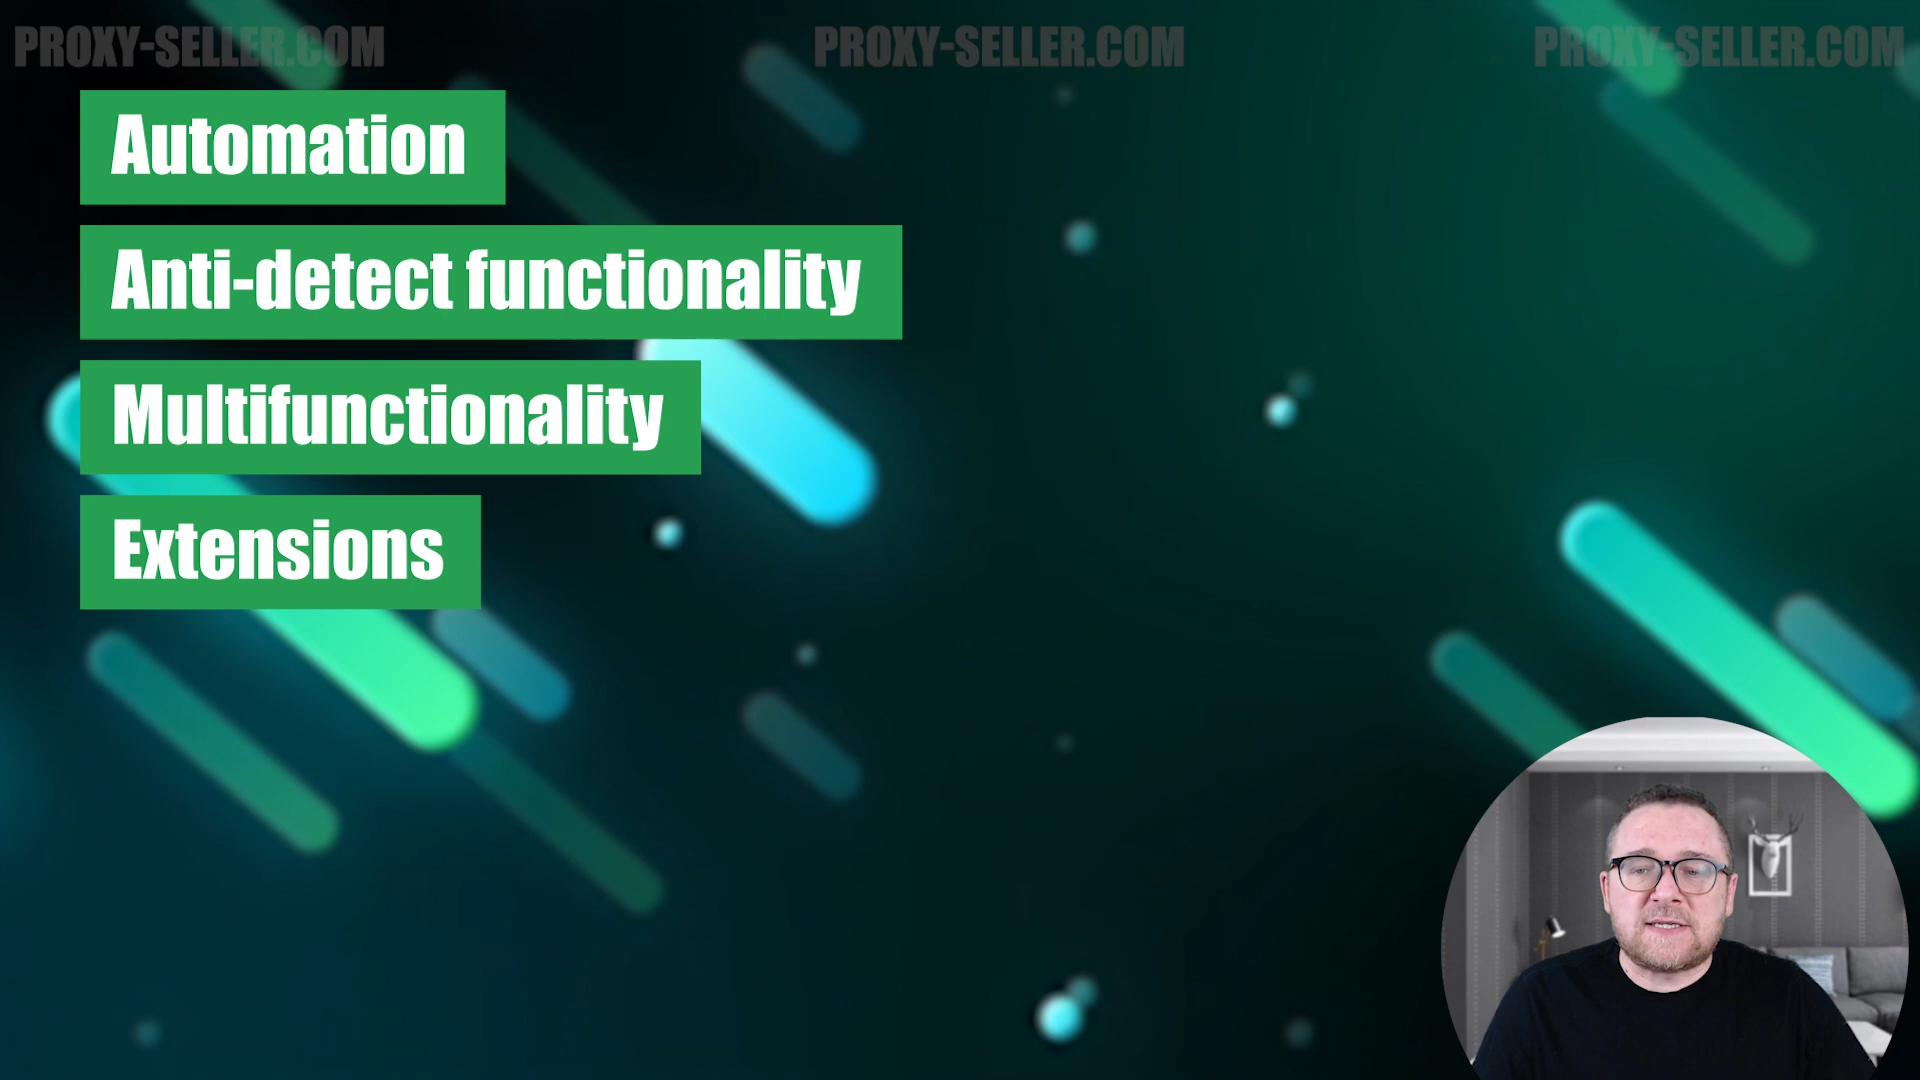 PROXY-SELLER.COM PROXY-SELLER.COM PROXY-SELLER.COM
Automation
Anti-detect functionality
Multifunctionality
Extensions